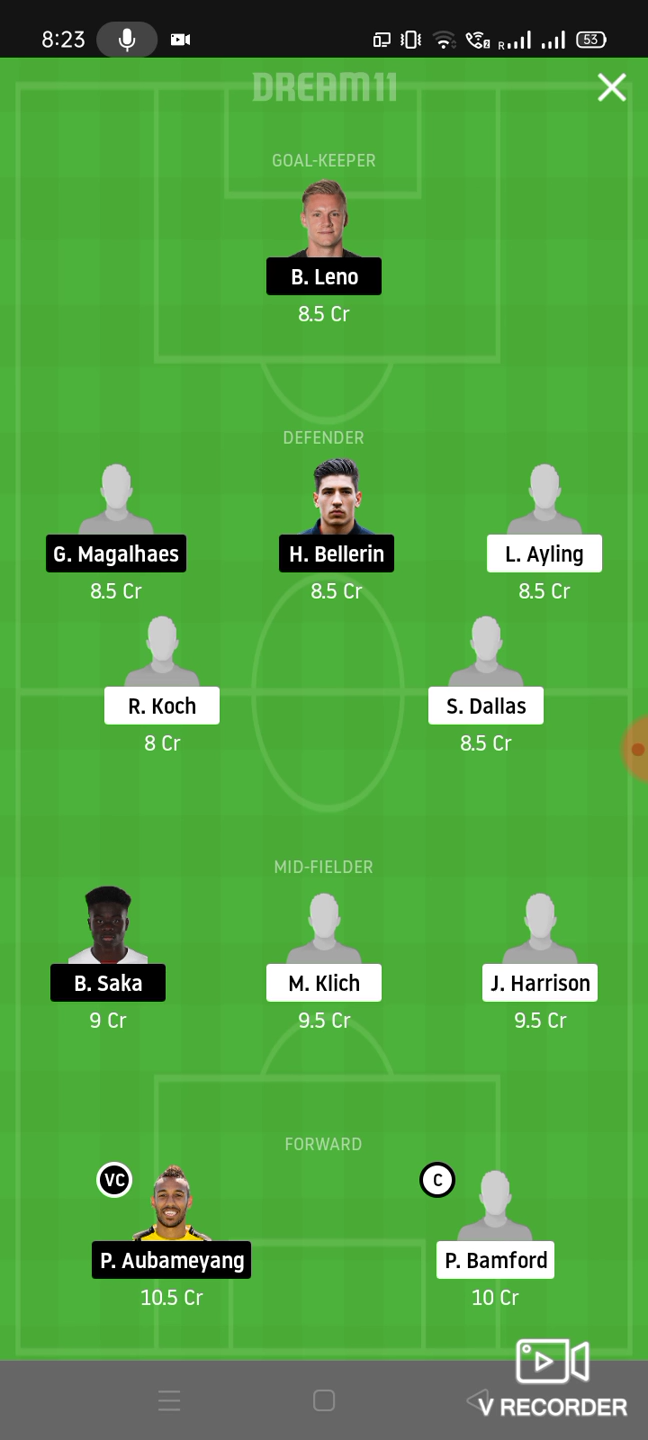 8:23
R
53
DREAM11
GOAL-KEEPER
B. Leno
8.5 Cr
DEFENDER
G. Magalhaes
H. Bellerin
L. Ayling
8.5 Cr
8.5 Cr
8.5 Cr
R. Koch
S. Dallas
8 Cr
8.5 Cr
MID-FIELDER
B. Saka
M. Klich
J. Harrison
9 Cr
9.5 Cr
9.5 Cr
FORWARD
VC
C
P. Aubameyang
P. Bamford
10.5 Cr
10 Cr
V RECORDER